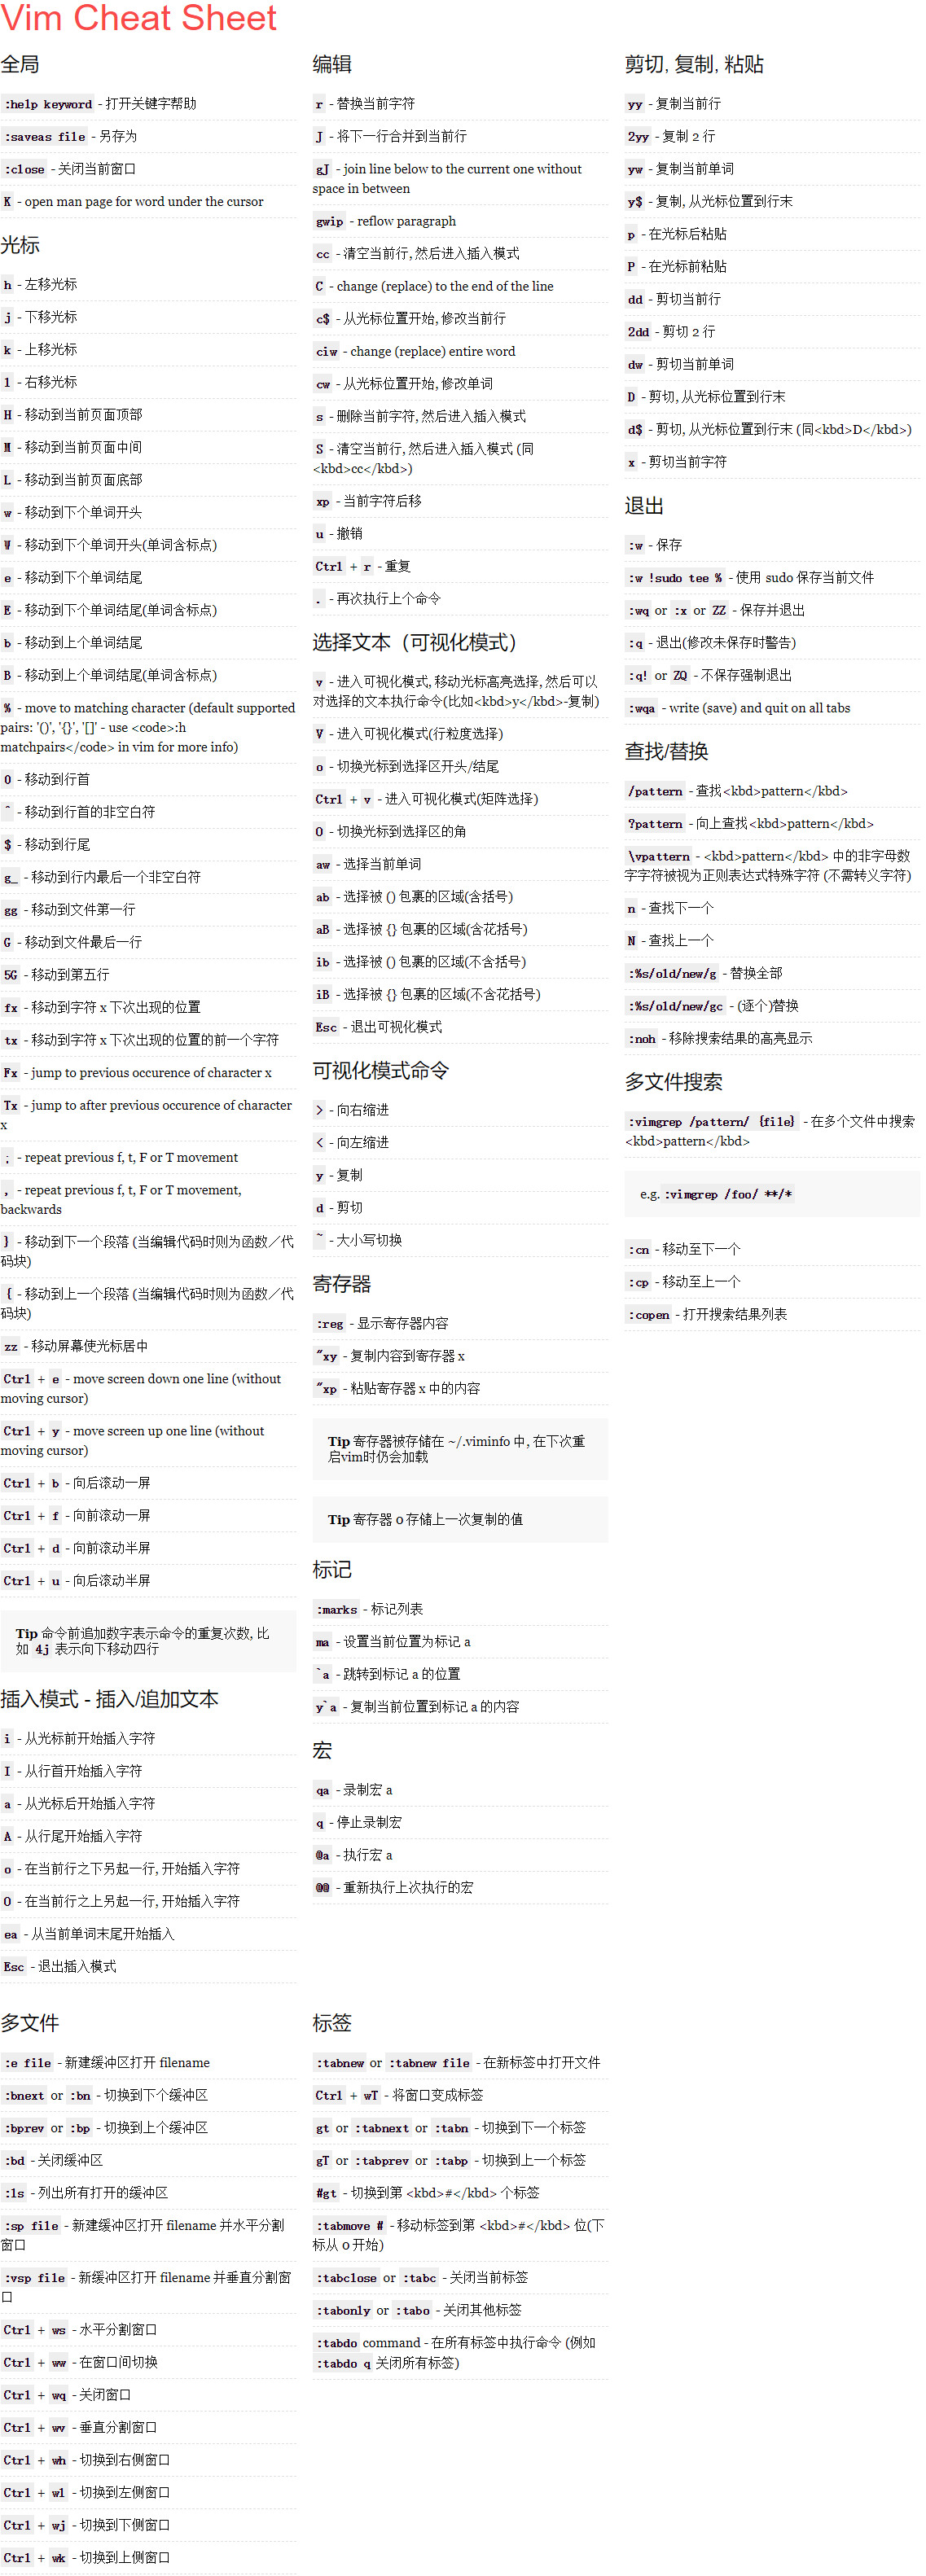 Vim Cheat Sheet
全局
:help keyword - 打开关键字帮助
:saveas file - 另存为
:close - 关闭当前窗口
K - open man page for word under the cursor
光标
h - 左移光标
j - 下移光标
k - 上移光标
l - 右移光标
H - 移动到当前页面顶部
M - 移动到当前页面中间
L - 移动到当前页面底部
w - 移动到下个单词开头
W - 移动到下个单词开头(单词含标点)
e - 移动到下个单词结尾
E - 移动到下个单词结尾(单词含标点)
b - 移动到上个单词结尾
B - 移动到上个单词结尾(单词含标点)
% - move to matching character (default supported
pairs: '()', '{}', '[]' - use <code>:h
matchpairs</code> in vim for more info)
0 - 移动到行首
^ - 移动到行首的非空白符
$ - 移动到行尾
g_ - 移动到行内最后一个非空白符
gg - 移动到文件第一行
G - 移动到文件最后一行
5G - 移动到第五行
fx - 移动到字符 x 下次出现的位置
tx - 移动到字符 x 下次出现的位置的前一个字符
Fx - jump to previous occurence of character x
Tx - jump to after previous occurence of character
x
; - repeat previous f, t, F or T movement
, - repeat previous f, t, F or T movement,
backwards
} - 移动到下一个段落 (当编辑代码时则为函数／代
码块)
{ - 移动到上一个段落 (当编辑代码时则为函数／代
码块)
zz - 移动屏幕使光标居中
Ctrl + e - move screen down one line (without
moving cursor)
Ctrl + y - move screen up one line (without
moving cursor)
Ctrl + b - 向后滚动一屏
Ctrl + f - 向前滚动一屏
Ctrl + d - 向前滚动半屏
Ctrl + u - 向后滚动半屏
Tip 命令前追加数字表示命令的重复次数, 比
如 4j 表示向下移动四行
插入模式 - 插入/追加文本
i - 从光标前开始插入字符
I - 从行首开始插入字符
a - 从光标后开始插入字符
A - 从行尾开始插入字符
o - 在当前行之下另起一行, 开始插入字符
O - 在当前行之上另起一行, 开始插入字符
ea - 从当前单词末尾开始插入
Esc - 退出插入模式
编辑
r - 替换当前字符
J - 将下一行合并到当前行
gJ - join line below to the current one without
space in between
gwip - reflow paragraph
cc - 清空当前行, 然后进入插入模式
C - change (replace) to the end of the line
c$ - 从光标位置开始, 修改当前行
ciw - change (replace) entire word
cw - 从光标位置开始, 修改单词
s - 删除当前字符, 然后进入插入模式
S - 清空当前行, 然后进入插入模式 (同
<kbd>cc</kbd>)
xp - 当前字符后移
u - 撤销
Ctrl + r - 重复
. - 再次执行上个命令
选择文本（可视化模式）
v - 进入可视化模式, 移动光标高亮选择, 然后可以
对选择的文本执行命令(比如<kbd>y</kbd>-复制)
V - 进入可视化模式(行粒度选择)
o - 切换光标到选择区开头/结尾
Ctrl + v - 进入可视化模式(矩阵选择)
O - 切换光标到选择区的角
aw - 选择当前单词
ab - 选择被 () 包裹的区域(含括号)
aB - 选择被 {} 包裹的区域(含花括号)
ib - 选择被 () 包裹的区域(不含括号)
iB - 选择被 {} 包裹的区域(不含花括号)
Esc - 退出可视化模式
可视化模式命令
> - 向右缩进
< - 向左缩进
y - 复制
d - 剪切
~ - 大小写切换
寄存器
:reg - 显示寄存器内容
"xy - 复制内容到寄存器 x
"xp - 粘贴寄存器 x 中的内容
Tip 寄存器被存储在 ~/.viminfo 中, 在下次重
启vim时仍会加载
Tip 寄存器 0 存储上一次复制的值
标记
:marks - 标记列表
ma - 设置当前位置为标记 a
`a - 跳转到标记 a 的位置
y`a - 复制当前位置到标记 a 的内容
宏
qa - 录制宏 a
q - 停止录制宏
@a - 执行宏 a
@@ - 重新执行上次执行的宏
剪切, 复制, 粘贴
yy - 复制当前行
2yy - 复制 2 行
yw - 复制当前单词
y$ - 复制, 从光标位置到行末
p - 在光标后粘贴
P - 在光标前粘贴
dd - 剪切当前行
2dd - 剪切 2 行
dw - 剪切当前单词
D - 剪切, 从光标位置到行末
d$ - 剪切, 从光标位置到行末 (同<kbd>D</kbd>)
x - 剪切当前字符
退出
:w - 保存
:w !sudo tee % - 使用 sudo 保存当前文件
:wq or :x or ZZ - 保存并退出
:q - 退出(修改未保存时警告)
:q! or ZQ - 不保存强制退出
:wqa - write (save) and quit on all tabs
查找/替换
/pattern - 查找<kbd>pattern</kbd>
?pattern - 向上查找<kbd>pattern</kbd>
\vpattern - <kbd>pattern</kbd> 中的非字母数
字字符被视为正则表达式特殊字符 (不需转义字符)
n - 查找下一个
N - 查找上一个
:%s/old/new/g - 替换全部
:%s/old/new/gc - (逐个)替换
:noh - 移除搜索结果的高亮显示
多文件搜索
:vimgrep /pattern/ {file} - 在多个文件中搜索
<kbd>pattern</kbd>
e.g. :vimgrep /foo/ **/*
:cn - 移动至下一个
:cp - 移动至上一个
:copen - 打开搜索结果列表
多文件
:e file - 新建缓冲区打开 filename
:bnext or :bn - 切换到下个缓冲区
:bprev or :bp - 切换到上个缓冲区
:bd - 关闭缓冲区
:ls - 列出所有打开的缓冲区
:sp file - 新建缓冲区打开 filename 并水平分割
窗口
:vsp file - 新缓冲区打开 filename 并垂直分割窗
口
Ctrl + ws - 水平分割窗口
Ctrl + ww - 在窗口间切换
Ctrl + wq - 关闭窗口
Ctrl + wv - 垂直分割窗口
Ctrl + wh - 切换到右侧窗口
Ctrl + wl - 切换到左侧窗口
Ctrl + wj - 切换到下侧窗口
Ctrl + wk - 切换到上侧窗口
标签
:tabnew or :tabnew file - 在新标签中打开文件
Ctrl + wT - 将窗口变成标签
gt or :tabnext or :tabn - 切换到下一个标签
gT or :tabprev or :tabp - 切换到上一个标签
#gt - 切换到第 <kbd>#</kbd> 个标签
:tabmove # - 移动标签到第 <kbd>#</kbd> 位(下
标从 0 开始)
:tabclose or :tabc - 关闭当前标签
:tabonly or :tabo - 关闭其他标签
:tabdo command - 在所有标签中执行命令 (例如
:tabdo q 关闭所有标签)